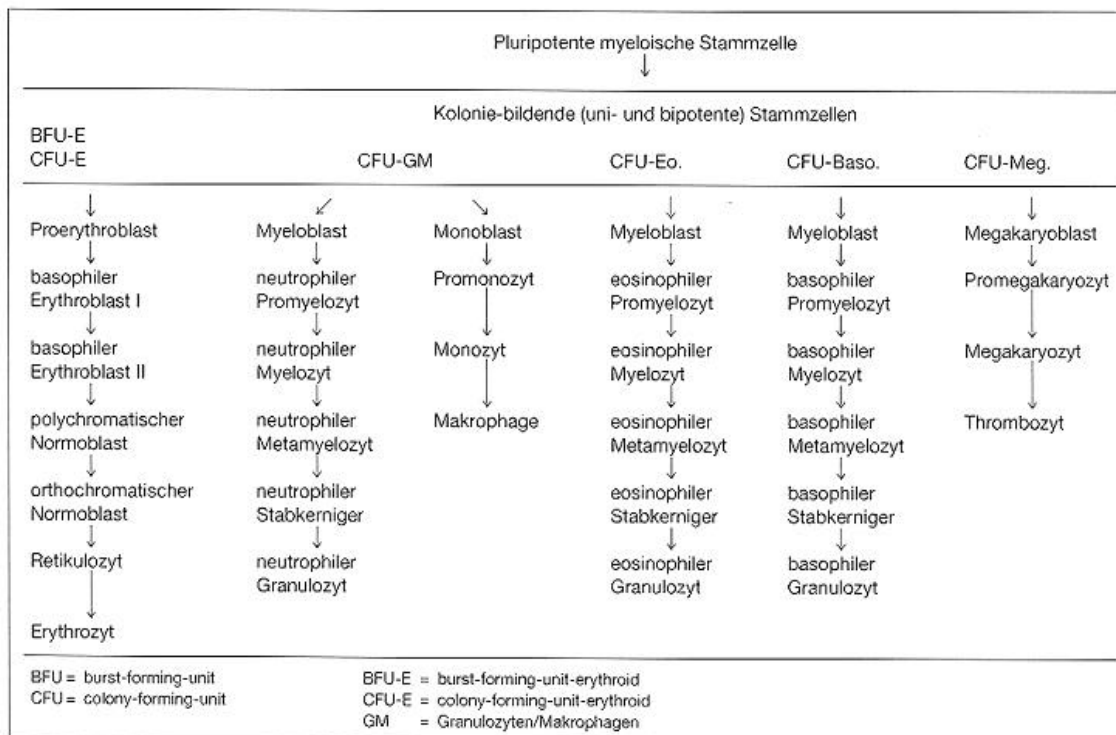 Pluripotente myeloische Stammzelle
Kolonie-bildende (uni- und bipotente) Stammzellen
BFU-E
CFU-E
CFU-GM
CFU-Eo.
CFU-Baso.
CFU-Meg.
Proerythroblast
basophiler
Erythroblast I
basophiler
Erythroblast II
polychromatischer
Normoblast
orthochromatischer
Normoblast
Retikulozyt
Erythrozyt
Myeloblast
neutrophiler
Promyelozyt
neutrophiler
Myelozyt
neutrophiler
Metamyelozyt
neutrophiler
Stabkerniger
neutrophiler
Granulozyt
Monoblast
Promonozyt
Monozyt
Makrophage
Myeloblast
eosinophiler
Promyelozyt
eosinophiler
Myelozyt
eosinophiler
Metamyelozyt
eosinophiler
Stabkerniger
eosinophiler
Granulozyt
Myeloblast
basophiler
Promyelozyt
basophiler
Myelozyt
basophiler
Metamyelozyt
basophiler
Stabkerniger
basophiler
Granulozyt
Megakaryoblast
Promegakaryozyt
Megakaryozyt
Thrombozyt
BFU = burst-forming-unit
CFU = colony-forming-unit
BFU-E = burst-forming-unit-erythroid
CFU-E = colony-forming-unit-erythroid
GM = Granulozyten/Makrophagen